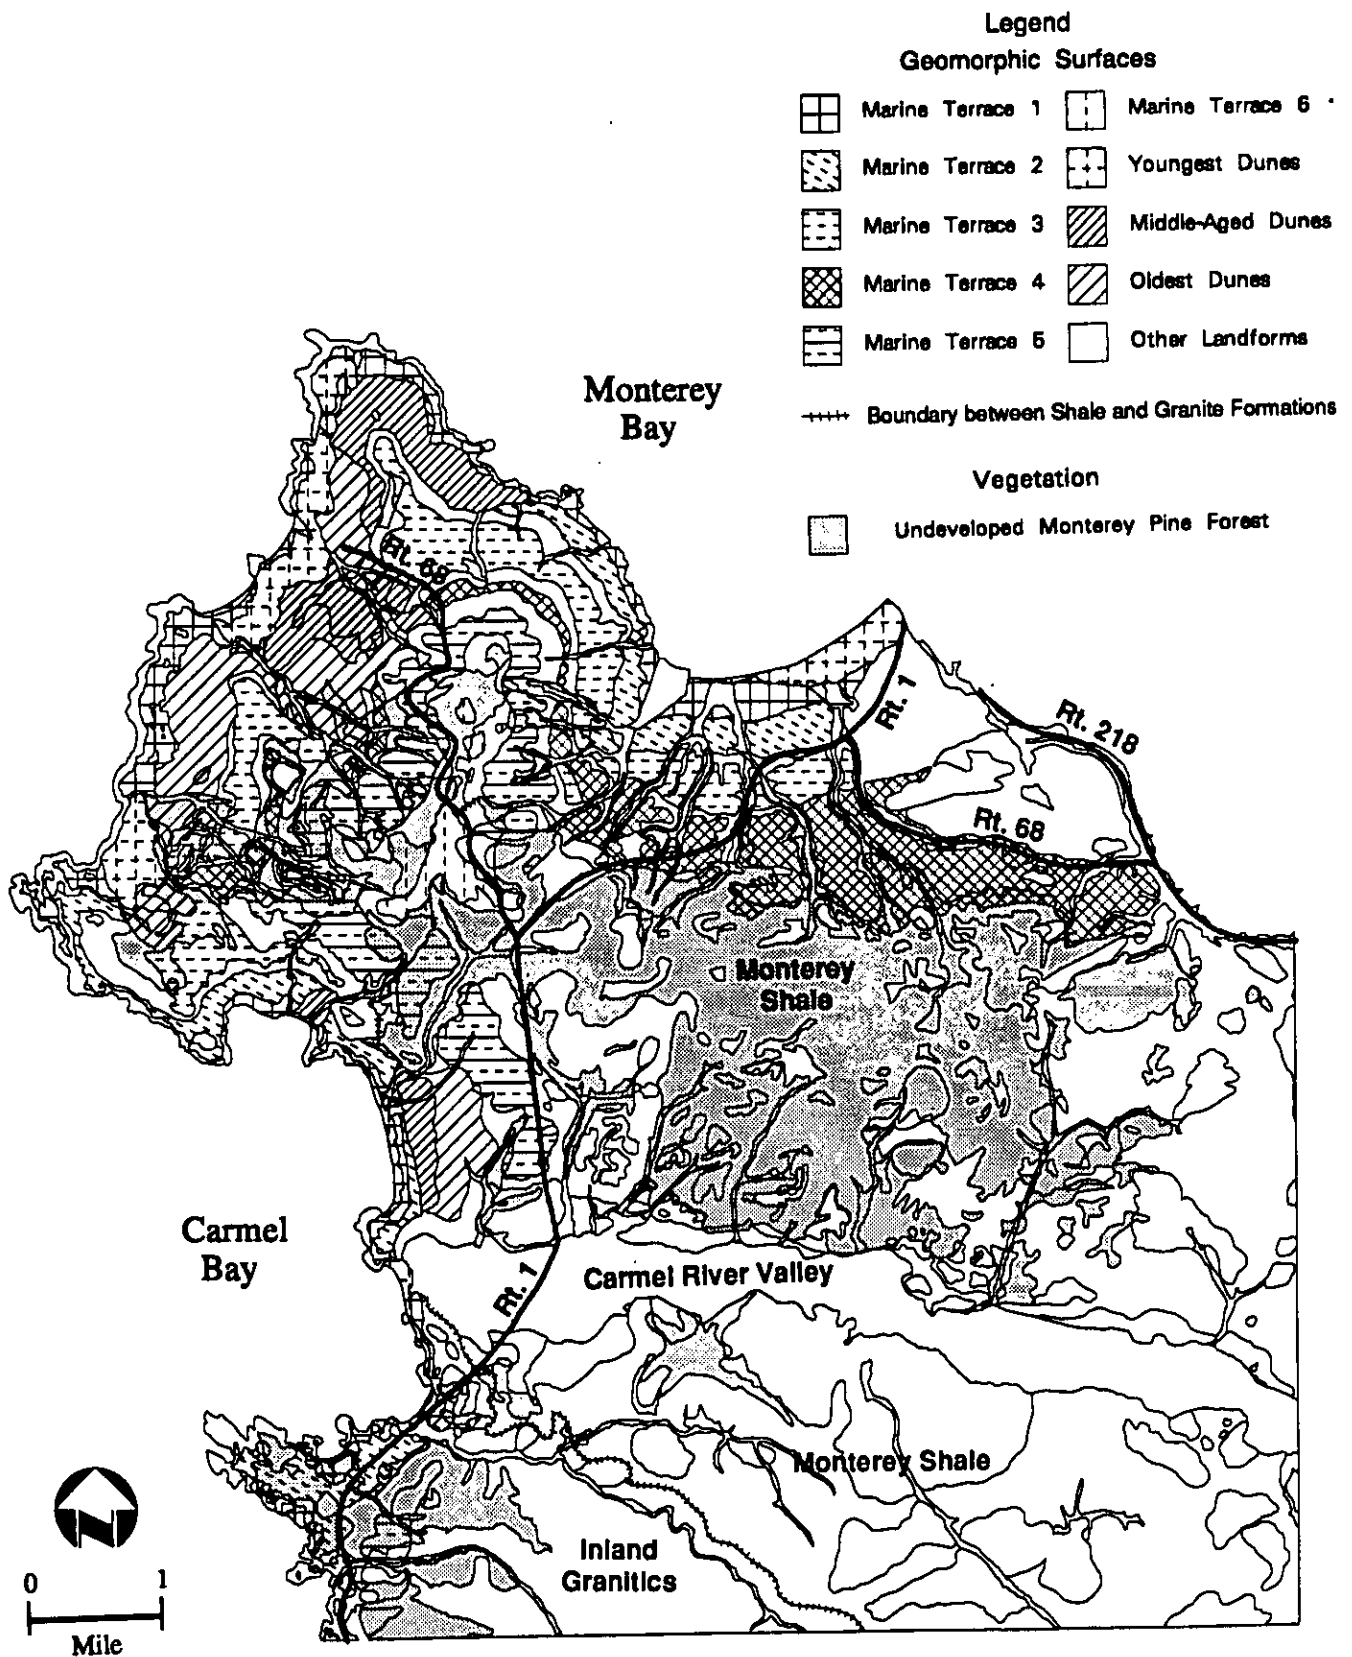 Legend
Geomorphic Surfaces
Marine Terrace 1
Marine Terrace 6
Marine Terrace 2
Youngest Dunes
Marine Terrace 3
Middle-Aged Dunes
Marine Terrace 4
Oldest Dunes
Marine Terrace 5
Other Landforms
Boundary between Shale and Granite Formations
Vegetation
Undeveloped Monterey Pine Forest
Monterey
Bay
Rt. 68
Rt. 1
Rt. 218
Rt. 68
Monterey
Shale
Carmel
Bay
Carmel River Valley
Rt. 1
Monterey Shale
Inland
Granitics
N
0 1
Mile